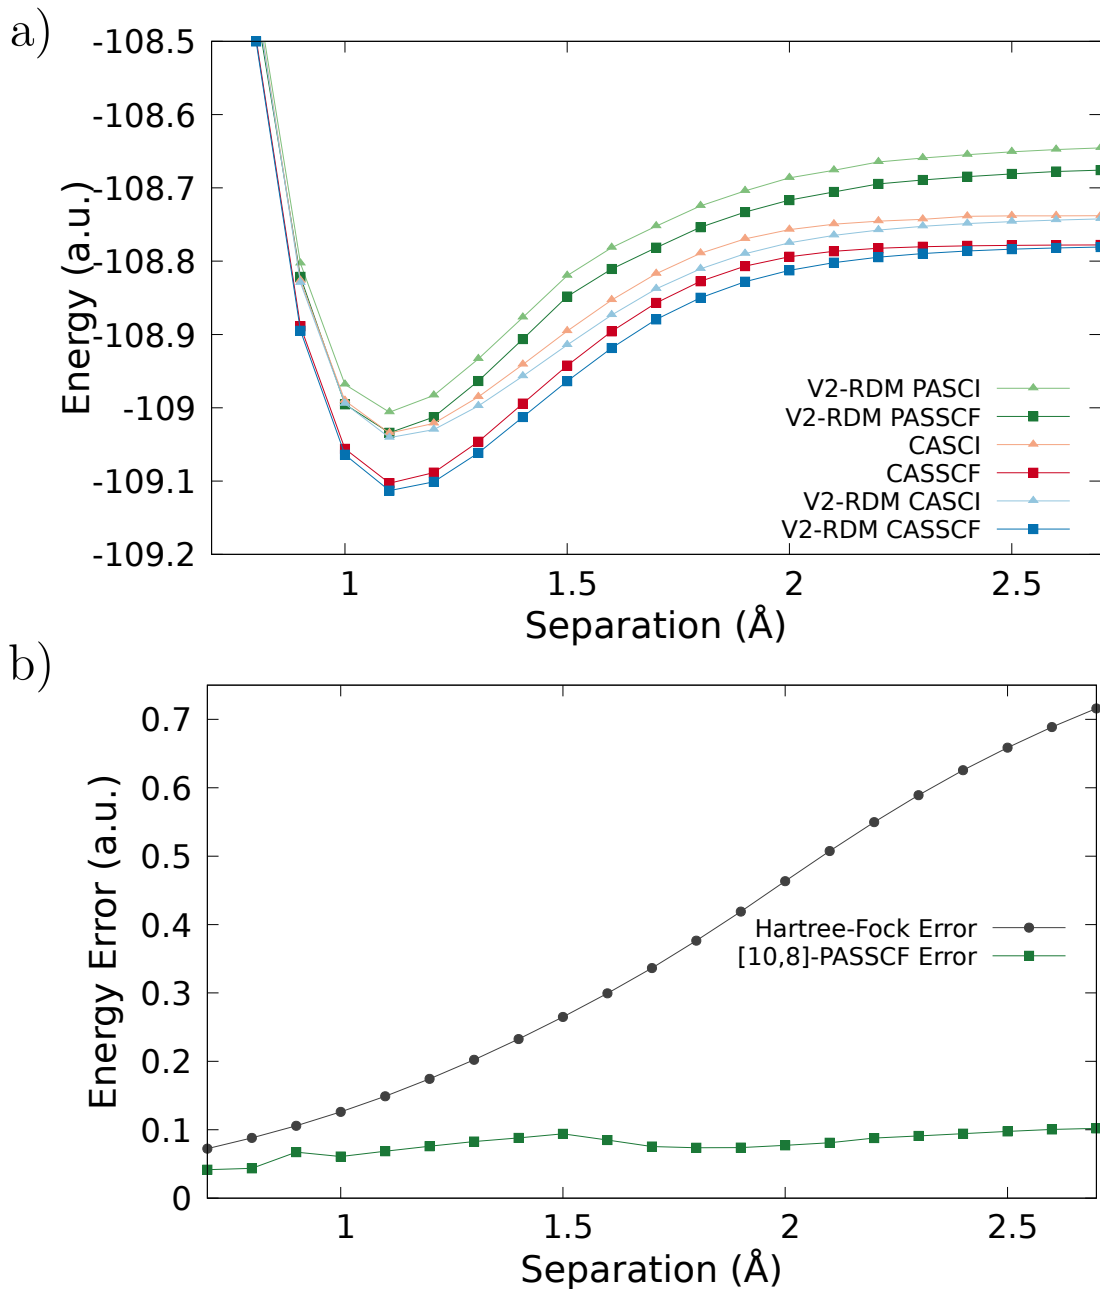 a)
-108.5
-108.6
-108.7
-108.8
-108.9
-109
-109.1
-109.2
Energy (a.u.)
V2-RDM PASCI
V2-RDM PASSCF
CASCI
CASSCF
V2-RDM CASCI
V2-RDM CASSCF
1 1.5 2 2.5
Separation (Å)
b)
0.7
0.6
0.5
0.4
0.3
0.2
0.1
0
Energy Error (a.u.)
Hartree-Fock Error
[10,8]-PASSCF Error
1 1.5 2 2.5
Separation (Å)